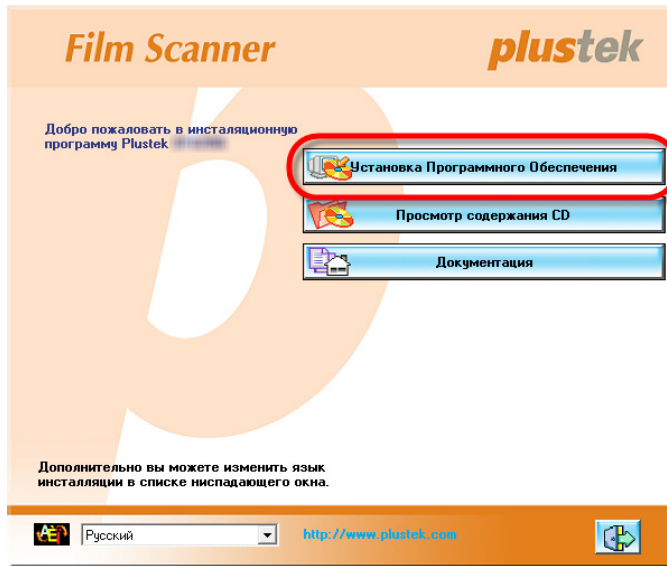 Film Scanner
plustek
Добро пожаловать в инсталяционную
программу Plustek
Установка Программного Обеспечения
Просмотр содержания CD
Документация
Дополнительно вы можете изменить язык
инсталляции в списке ниспадающего окна.
Русский
http://www.plustek.com